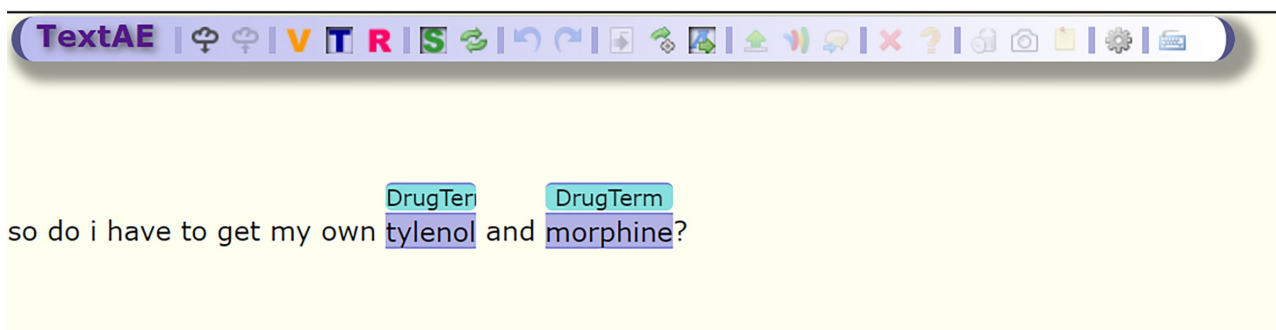 TextAE V T R S ?
DrugTer DrugTerm
so do i have to get my own tylenol and morphine?